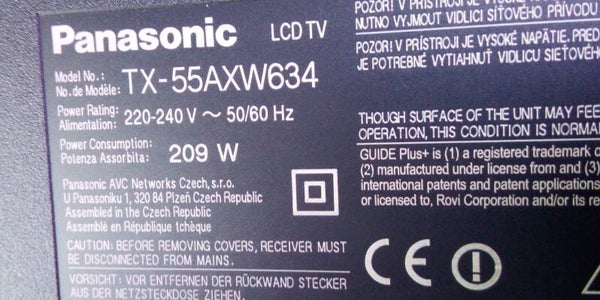 Panasonic LCD TV
Model No.:
No. de Modèle: TX-55AXW634
Power Rating:
Alimentation: 220-240 V ~ 50/60 Hz
Power Consumption:
Potenza Assorbita: 209 W
Panasonic AVC Networks Czech, s.r.o.
U Panasoniku 1, 320 84 Plzeň Czech Republic
Assembled in the Czech Republic
Assemblé en République tchèque
CAUTION: BEFORE REMOVING COVERS, RECEIVER MUST
BE DISCONNECTED FROM MAINS.
VORSICHT: VOR ENTFERNEN DER RÜCKWAND STECKER
AUS DER NETZSTECKDOSE ZIEHEN.
POZOR! V PŘÍSTROJI JE VYSOKÉ
NUTNO VYJMOUT VIDLICI SÍŤOVÉHO PŘÍVODU
POZOR! V PRÍSTROJI JE VYSOKÉ NAPÄTIE. PRED
JE POTREBNÉ VYTIAHNUŤ VIDLICU SIEŤOVÉHO
THOUGH SURFACE OF THE UNIT MAY FEE
OPERATION, THIS CONDITION IS NORMA
GUIDE Plus+ is (1) a registered trademark o
(2) manufactured under license from and (3)
international patents and patent applications
or licensed to, Rovi Corporation and/or its re
CE